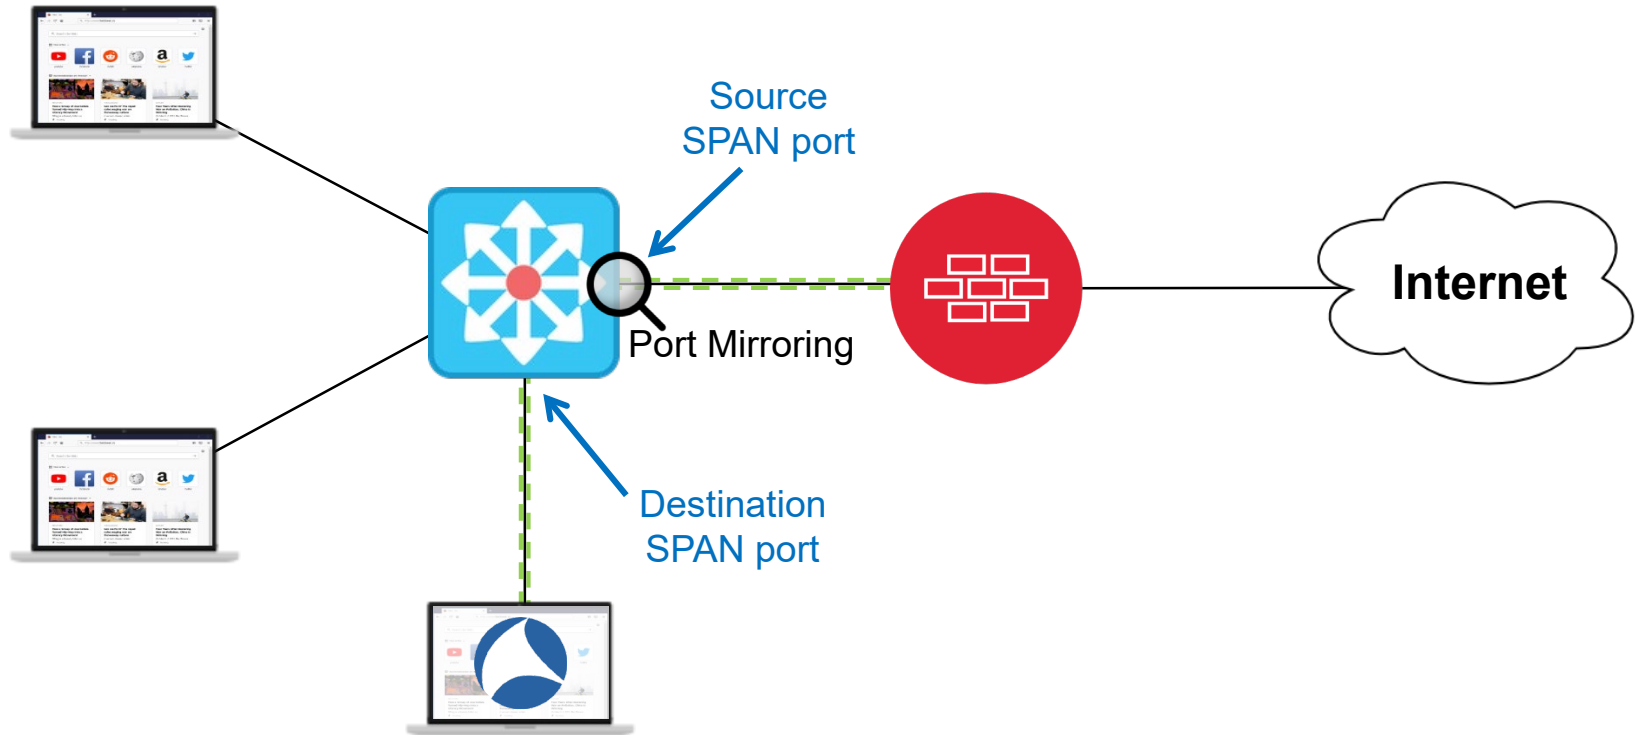 Source
SPAN port
Internet
Port Mirroring
Destination
SPAN port